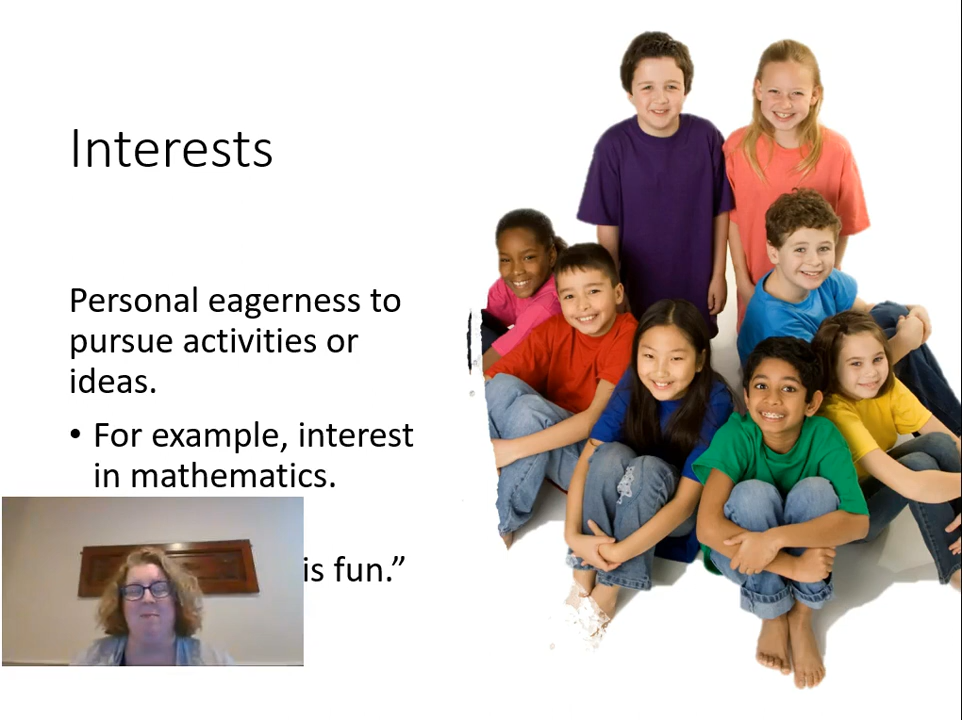 Interests
Personal eagerness to
pursue activities or
ideas.
• For example, interest
in mathematics.
is fun.”